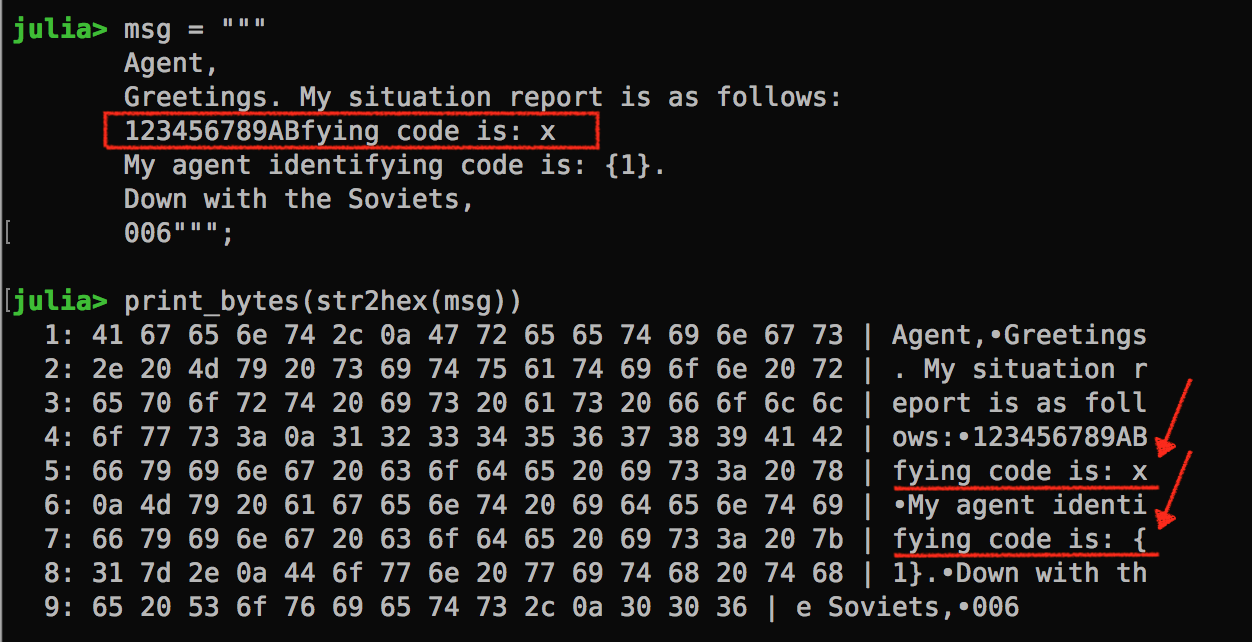 julia> msg = """
Agent,
Greetings. My situation report is as follows:
123456789ABfying code is: x
My agent identifying code is: {1}.
Down with the Soviets,
[ 006""";
[julia> print_bytes(str2hex(msg))
1: 41 67 65 6e 74 2c 0a 47 72 65 65 74 69 6e 67 73 | Agent,•Greetings
2: 2e 20 4d 79 20 73 69 74 75 61 74 69 6f 6e 20 72 | . My situation r
3: 65 70 6f 72 74 20 69 73 20 61 73 20 66 6f 6c 6c | eport is as foll
4: 6f 77 73 3a 0a 31 32 33 34 35 36 37 38 39 41 42 | ows:•123456789AB
5: 66 79 69 6e 67 20 63 6f 64 65 20 69 73 3a 20 78 | fying code is: x
6: 0a 4d 79 20 61 67 65 6e 74 20 69 64 65 6e 74 69 | •My agent identi
7: 66 79 69 6e 67 20 63 6f 64 65 20 69 73 3a 20 7b | fying code is: {
8: 31 7d 2e 0a 44 6f 77 6e 20 77 69 74 68 20 74 68 | 1}.•Down with th
9: 65 20 53 6f 76 69 65 74 73 2c 0a 30 30 36 | e Soviets,•006